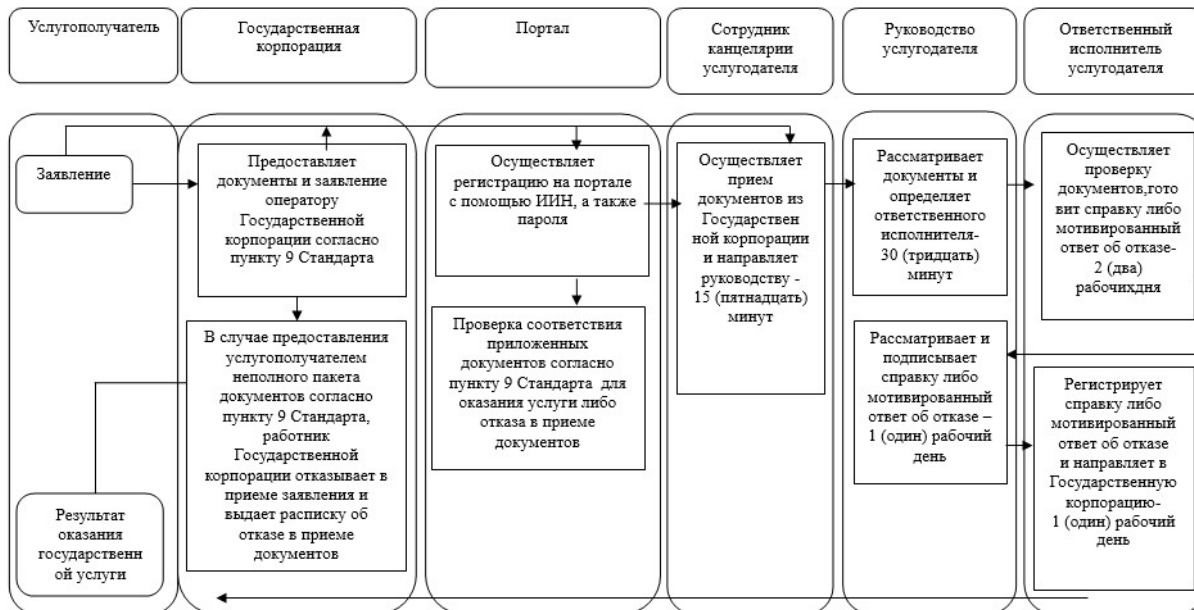 Услугополучатель
Государственная
корпорация
Портал
Сотрудник
канцелярии
услугодателя
Руководство
услугодателя
Ответственный
исполнитель
услугодателя
Заявление
Результат
оказания
государственн
ой услуги
Предоставляет
документы и заявление
оператору
Государственной
корпорации согласно
пункту 9 Стандарта
В случае предоставления
услугополучателем
неполного пакета
документов согласно
пункту 9 Стандарта,
работник
Государственной
корпорации отказывает в
приеме заявления и
выдает расписку об
отказе в приеме
документов
Осуществляет
регистрацию на портале
с помощью ИИН, а также
пароля
Проверка соответствия
приложенных
документов согласно
пункту 9 Стандарта для
оказания услуги либо
отказа в приеме
документов
Осуществляет
прием
документов из
Государствен
ной корпорации
и направляет
руководству -
15 (пятнадцать)
минут
Рассматривает
документы и
определяет
ответственного
исполнителя-
30 (тридцать)
минут
Рассматривает и
подписывает
справку либо
мотивированный
ответ об отказе –
1 (один) рабочий
день
Осуществляет
проверку
документов,гото
вит справку либо
мотивированный
ответ об отказе-
2 (два)
рабочихдня
Регистрирует
справку либо
мотивированный
ответ об отказе
и направляет в
Государственную
корпорацию-
1 (один) рабочий
день